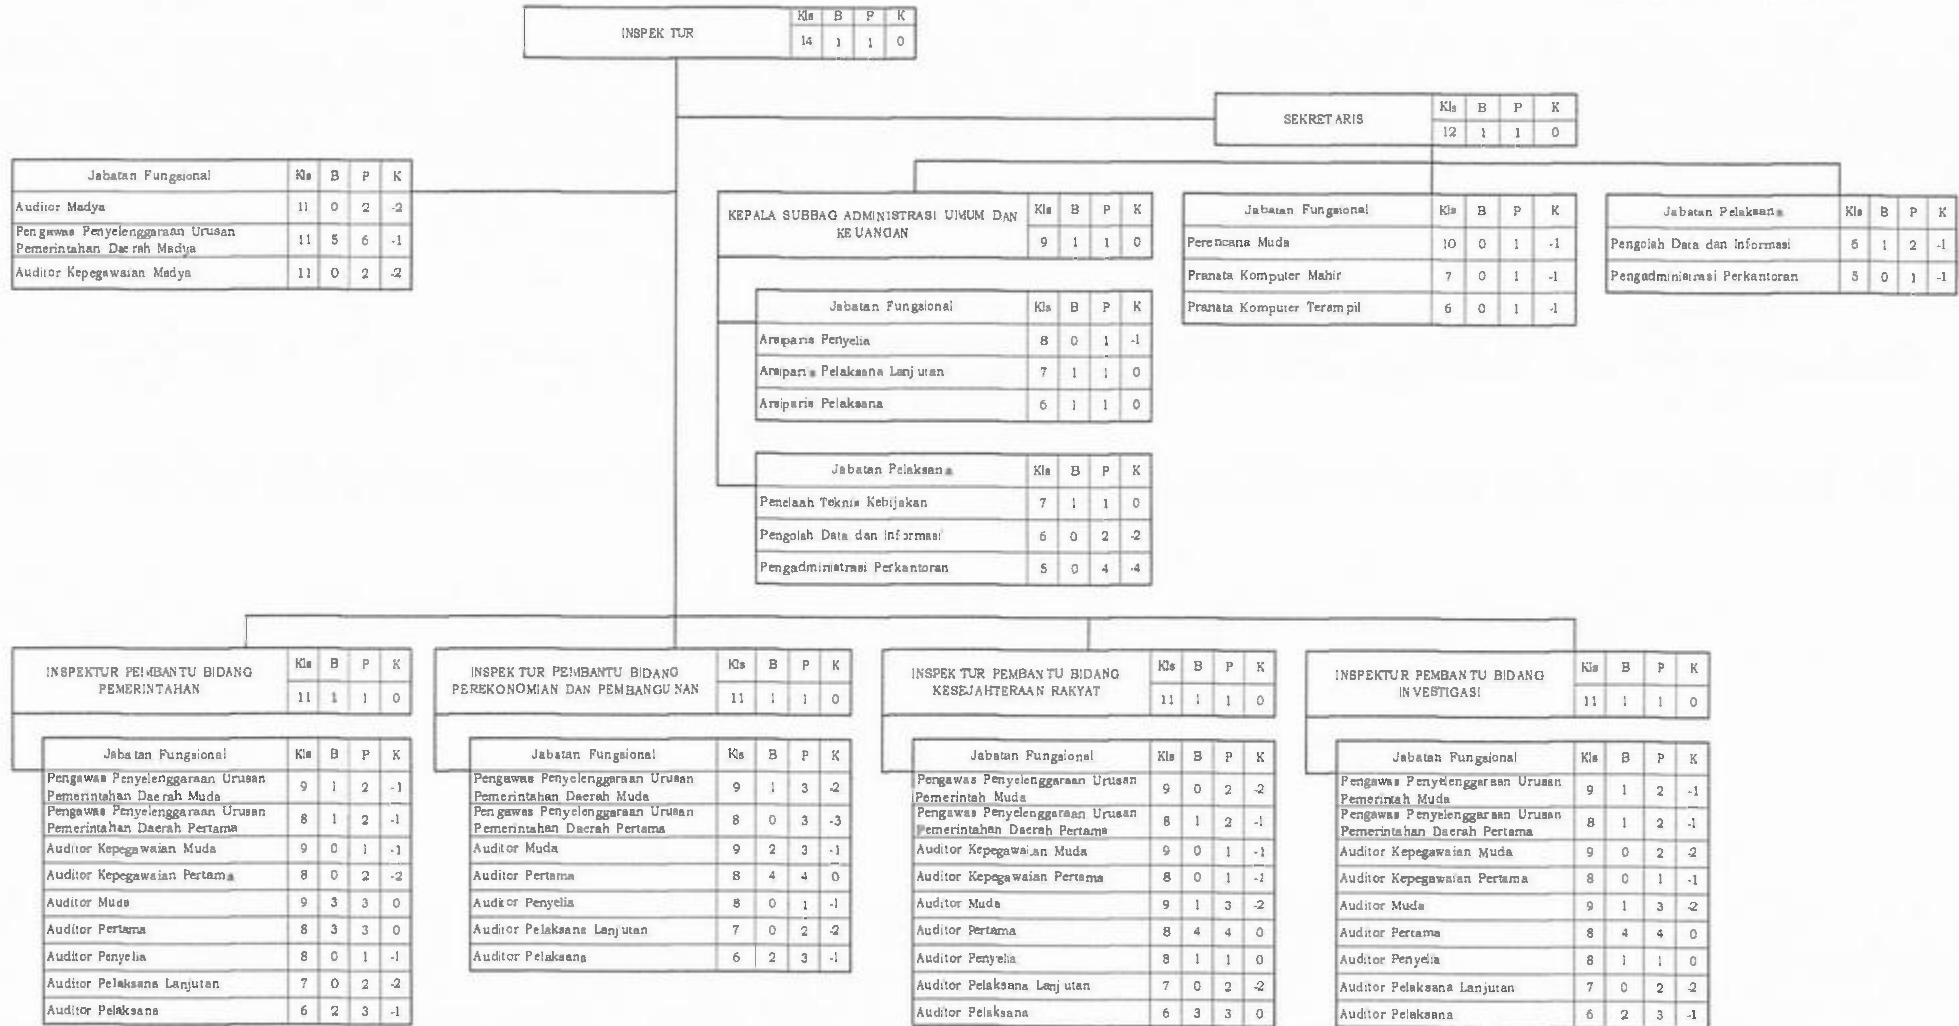 INSPEKTUR Kls B P K
14 1 1 0
SEKRETARIS Kls B P K
12 1 1 0
Jabatan Fungsional Kls B P K
Auditor Madya 11 0 2 -2
Pengawas Penyelenggaraan Urusan
Pemerintahan Daerah Madya 11 5 6 -1
Auditor Kepegawaian Madya 11 0 2 -2
KEPALA SUBBAG ADMINISTRASI UMUM DAN
KEUANGAN Kls B P K
9 1 1 0
Jabatan Fungsional Kls B P K
Arsiparis Penyelia 8 0 1 -1
Arsiparis Pelaksana Lanjutan 7 1 1 0
Arsiparis Pelaksana 6 1 1 0
Jabatan Pelaksana Kls B P K
Penelaah Teknis Kebijakan 7 1 1 0
Pengolah Data dan Informasi 6 0 2 -2
Pengadministrasi Perkantoran 5 0 4 -4
Jabatan Fungsional Kls B P K
Perencana Muda 10 0 1 -1
Pranata Komputer Mahir 7 0 1 -1
Pranata Komputer Terampil 6 0 1 -1
Jabatan Pelaksana Kls B P K
Pengolah Data dan Informasi 6 1 2 -1
Pengadministrasi Perkantoran 5 0 1 -1
INSPEKTUR PEMBANTU BIDANG
PEMERINTAHAN Kls B P K
11 1 1 0
Jabatan Fungsional Kls B P K
Pengawas Penyelenggaraan Urusan
Pemerintahan Daerah Muda 9 1 2 -1
Pengawas Penyelenggaraan Urusan
Pemerintahan Daerah Pertama 8 1 2 -1
Auditor Kepegawaian Muda 9 0 1 -1
Auditor Kepegawaian Pertama 8 0 2 -2
Auditor Muda 9 3 3 0
Auditor Pertama 8 3 3 0
Auditor Penyelia 8 0 1 -1
Auditor Pelaksana Lanjutan 7 0 2 -2
Auditor Pelaksana 6 2 3 -1
INSPEKTUR PEMBANTU BIDANG
PEREKONOMIAN DAN PEMBANGUNAN Kls B P K
11 1 1 0
Jabatan Fungsional Kls B P K
Pengawas Penyelenggaraan Urusan
Pemerintahan Daerah Muda 9 1 3 -2
Pengawas Penyelenggaraan Urusan
Pemerintahan Daerah Pertama 8 0 3 -3
Auditor Muda 9 2 3 -1
Auditor Pertama 8 4 4 0
Auditor Penyelia 8 0 1 -1
Auditor Pelaksana Lanjutan 7 0 2 -2
Auditor Pelaksana 6 2 3 -1
INSPEKTUR PEMBANTU BIDANG
KESEJAHTERAAN RAKYAT Kls B P K
11 1 1 0
Jabatan Fungsional Kls B P K
Pengawas Penyelenggaraan Urusan
Pemerintah Muda 9 0 2 -2
Pengawas Penyelenggaraan Urusan
Pemerintahan Daerah Pertama 8 1 2 -1
Auditor Kepegawaian Muda 9 0 1 -1
Auditor Kepegawaian Pertama 8 0 1 -1
Auditor Muda 9 1 3 -2
Auditor Pertama 8 4 4 0
Auditor Penyelia 8 1 1 0
Auditor Pelaksana Lanjutan 7 0 2 -2
Auditor Pelaksana 6 3 3 0
INSPEKTUR PEMBANTU BIDANG
INVESTIGASI Kls B P K
11 1 1 0
Jabatan Fungsional Kls B P K
Pengawas Penyelenggaraan Urusan
Pemerintah Muda 9 1 2 -1
Pengawas Penyelenggaraan Urusan
Pemerintahan Daerah Pertama 8 1 2 -1
Auditor Kepegawaian Muda 9 0 2 -2
Auditor Kepegawaian Pertama 8 0 1 -1
Auditor Muda 9 1 3 -2
Auditor Pertama 8 4 4 0
Auditor Penyelia 8 1 1 0
Auditor Pelaksana Lanjutan 7 0 2 -2
Auditor Pelaksana 6 2 3 -1